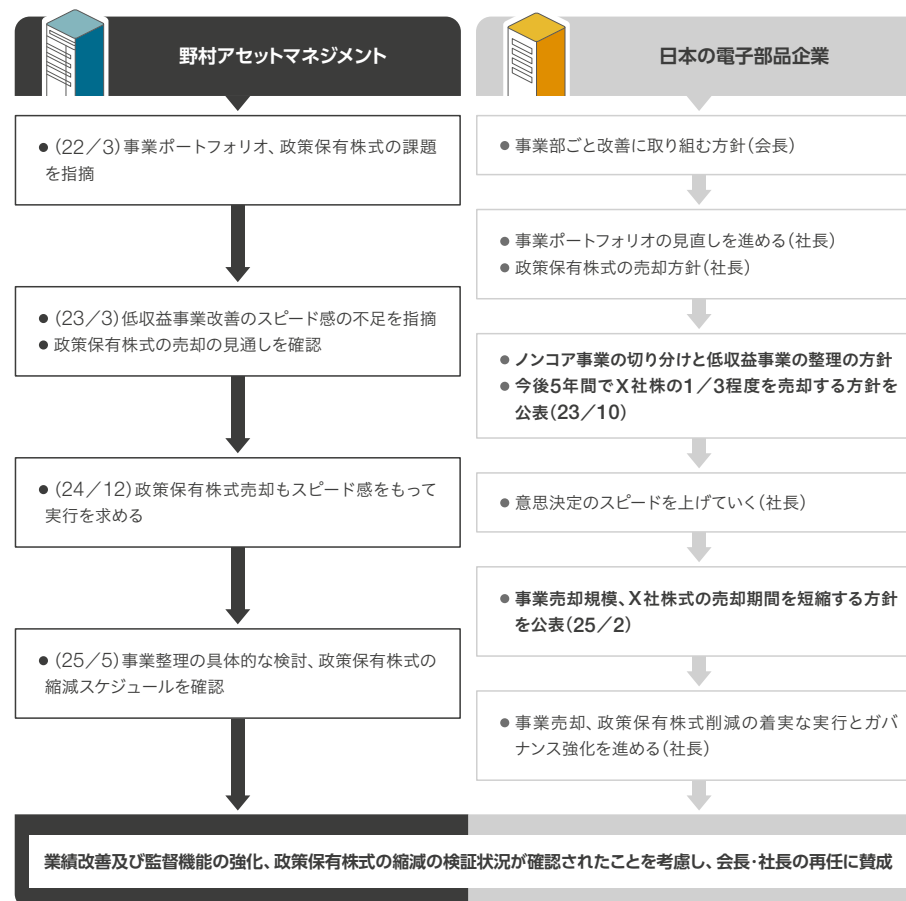 野村アセットマネジメント
● (22/3)事業ポートフォリオ、政策保有株式の課題
を指摘
● (23/3)低収益事業改善のスピード感の不足を指摘
● 政策保有株式の売却の見通しを確認
● (24/12)政策保有株式売却もスピード感をもって
実行を求める
● (25/5)事業整理の具体的な検討、政策保有株式の
縮減スケジュールを確認
日本の電子部品企業
● 事業部ごと改善に取り組む方針(会長)
● 事業ポートフォリオの見直しを進める(社長)
● 政策保有株式の売却方針(社長)
● ノンコア事業の切り分けと低収益事業の整理の方針
● 今後5年間でX社株の1/3程度を売却する方針を
公表(23/10)
● 意思決定のスピードを上げていく(社長)
● 事業売却規模、X社株式の売却期間を短縮する方針
を公表(25/2)
● 事業売却、政策保有株式削減の着実な実行とガバ
ナンス強化を進める(社長)
業績改善及び監督機能の強化、政策保有株式の縮減の検証状況が確認されたことを考慮し、会長・社長の再任に賛成